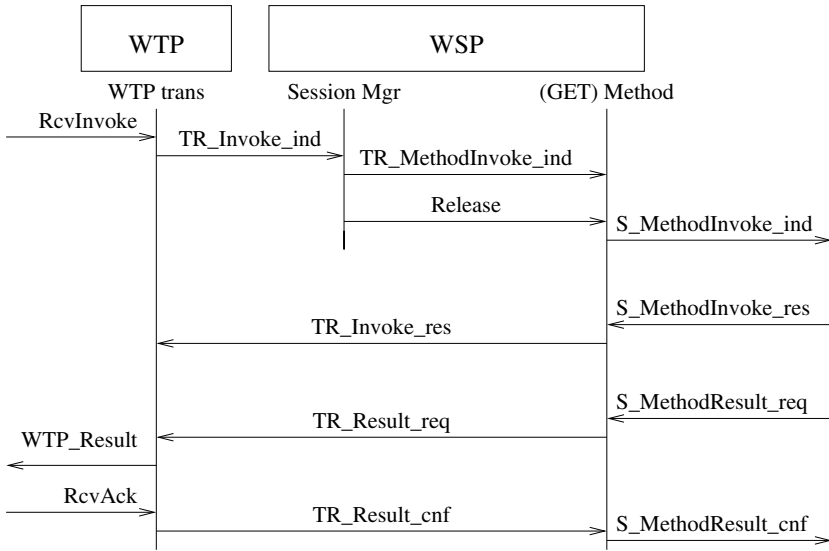 WTP
WSP
WTP trans
Session Mgr
(GET) Method
RcvInvoke
TR_Invoke_ind
TR_MethodInvoke_ind
Release
S_MethodInvoke_ind
S_MethodInvoke_res
TR_Invoke_res
S_MethodResult_req
TR_Result_req
WTP_Result
RcvAck
TR_Result_cnf
S_MethodResult_cnf